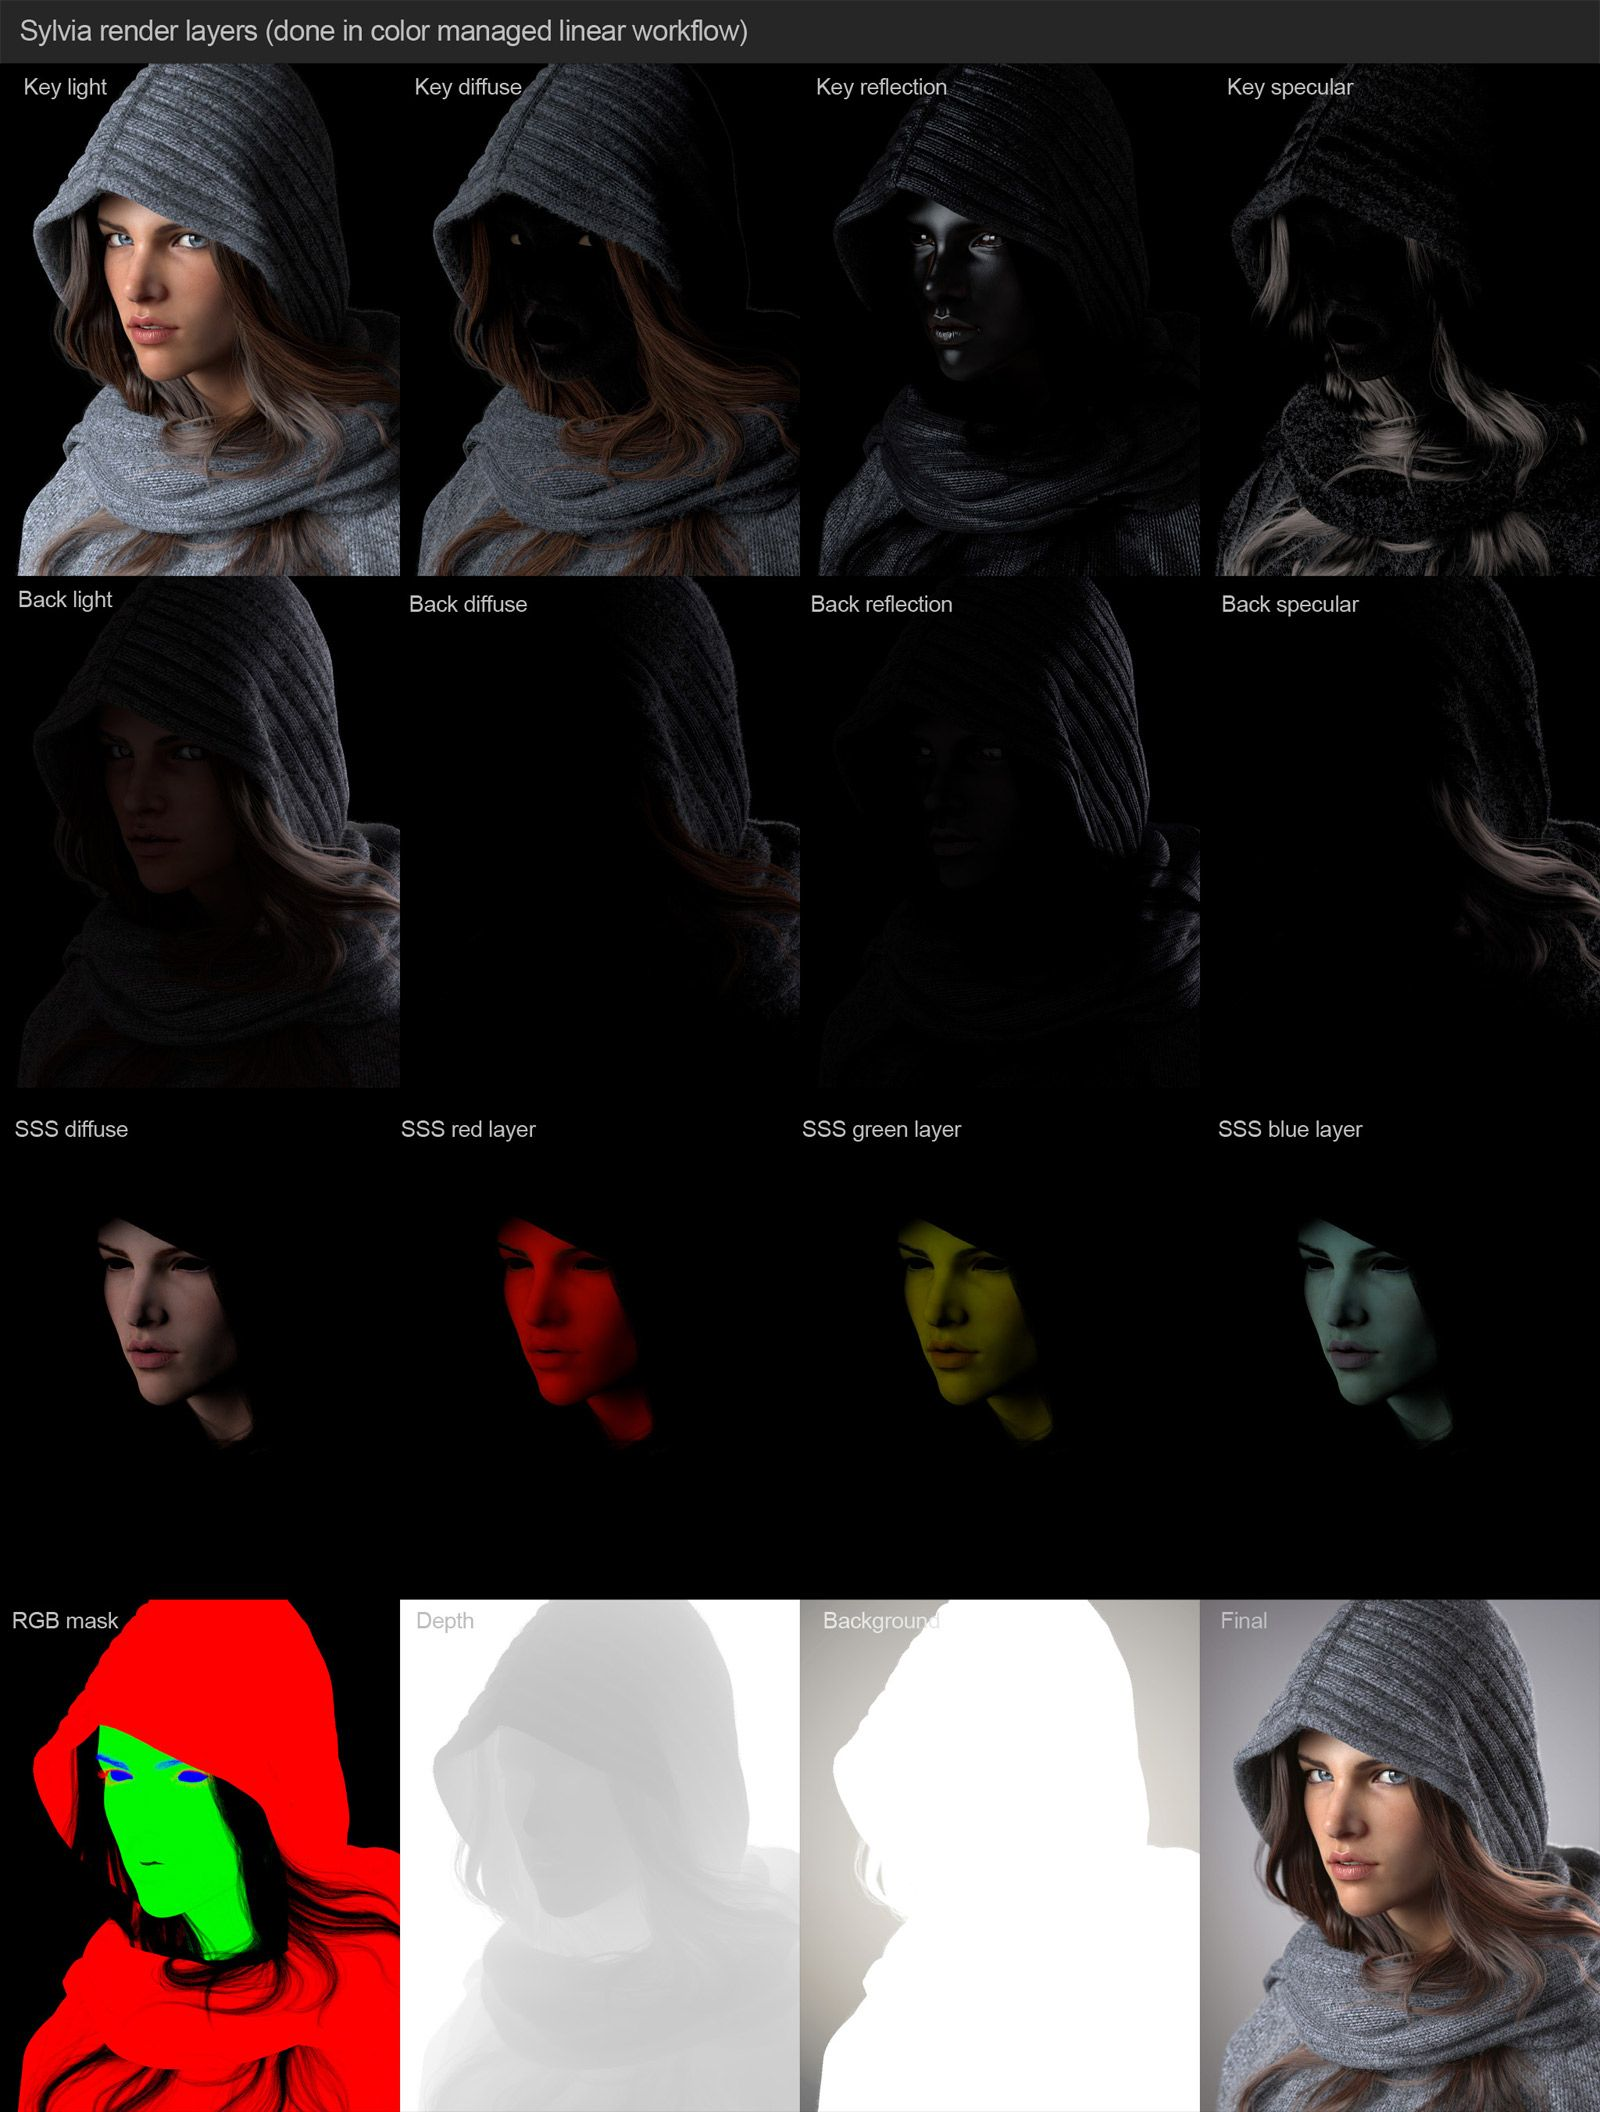 Sylvia render layers (done in color managed linear workflow)
Key light
Key diffuse
Key reflection
Key specular
Back light
Back diffuse
Back reflection
Back specular
SSS diffuse
SSS red layer
SSS green layer
SSS blue layer
RGB mask
Depth
Background
Final